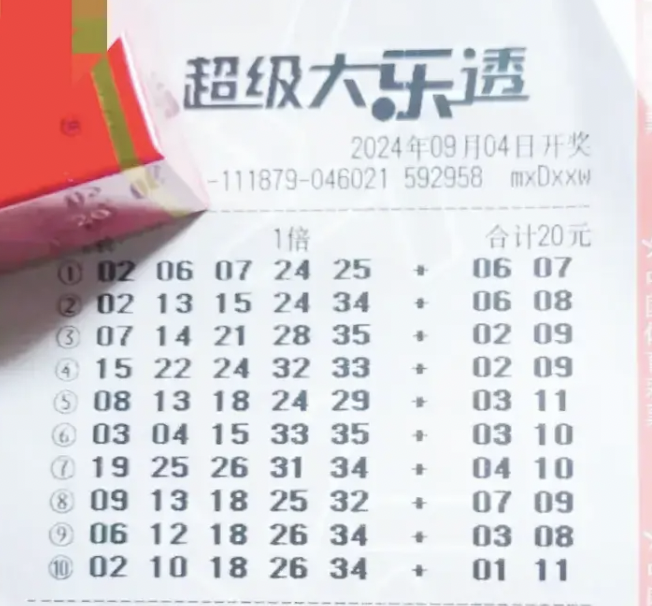 超级大乐透
2024年09月04日开奖
-111879-046021 592958 mxDxxw
1倍 合计20元
① 02 06 07 24 25 + 06 07
② 02 13 15 24 34 + 06 08
③ 07 14 21 28 35 + 02 09
④ 15 22 24 32 33 + 02 09
⑤ 08 13 18 24 29 + 03 11
⑥ 03 04 15 33 35 + 03 10
⑦ 19 25 26 31 34 + 04 10
⑧ 09 13 18 25 32 + 07 09
⑨ 06 12 18 26 34 + 03 08
⑩ 02 10 18 26 34 + 01 11